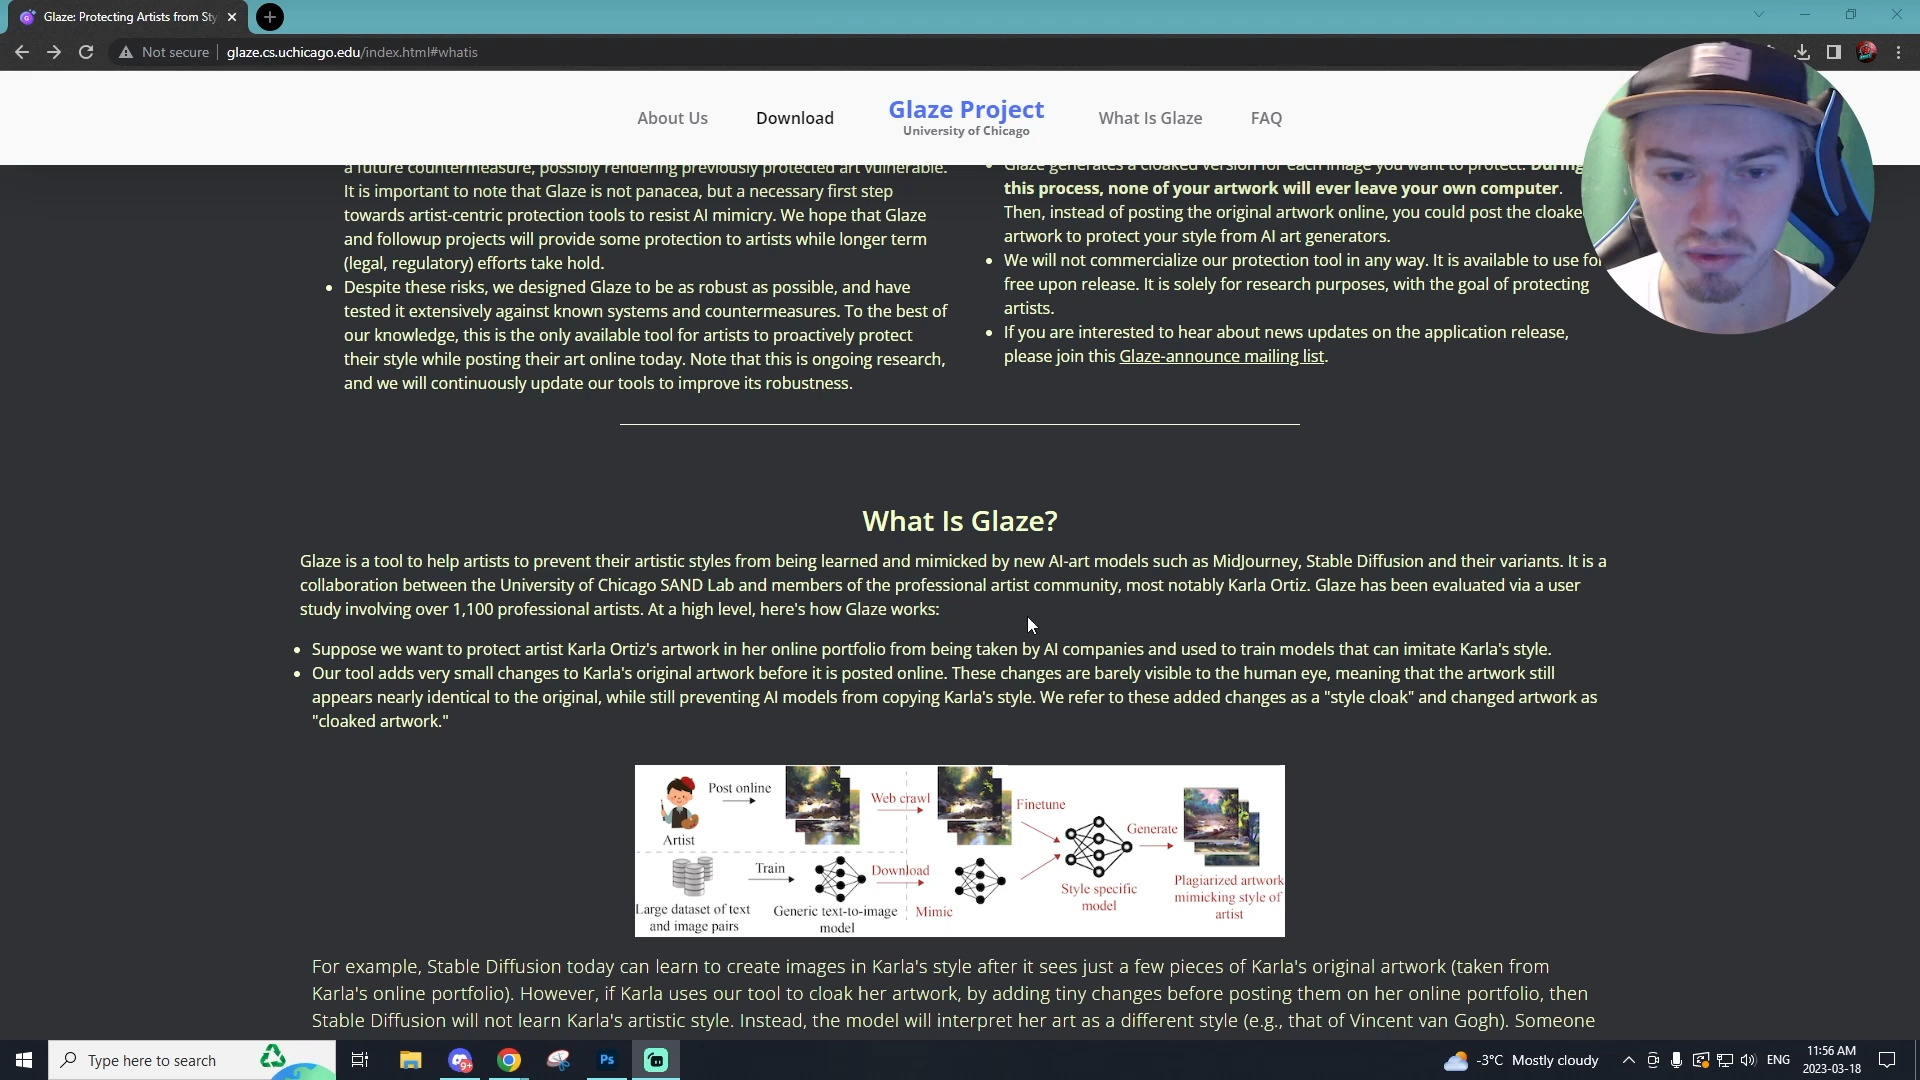 Glaze: Protecting Artists from Sty
Not secure
glaze.cs.uchicago.edu/index.html#whatis
About Us
Download
Glaze Project
University of Chicago
What Is Glaze
FAQ
a future countermeasure, possibly rendering previously protected art vulnerable.
It is important to note that Glaze is not panacea, but a necessary first step
towards artist-centric protection tools to resist AI mimicry. We hope that Glaze
and followup projects will provide some protection to artists while longer term
(legal, regulatory) efforts take hold.
• Despite these risks, we designed Glaze to be as robust as possible, and have
tested it extensively against known systems and countermeasures. To the best of
our knowledge, this is the only available tool for artists to proactively protect
their style while posting their art online today. Note that this is ongoing research,
and we will continuously update our tools to improve its robustness.
• Glaze generates a cloaked version for each image you want to protect. During
this process, none of your artwork will ever leave your own computer.
Then, instead of posting the original artwork online, you could post the cloake
artwork to protect your style from AI art generators.
• We will not commercialize our protection tool in any way. It is available to use for
free upon release. It is solely for research purposes, with the goal of protecting
artists.
• If you are interested to hear about news updates on the application release,
please join this Glaze-announce mailing list.
What Is Glaze?
Glaze is a tool to help artists to prevent their artistic styles from being learned and mimicked by new AI-art models such as MidJourney, Stable Diffusion and their variants. It is a
collaboration between the University of Chicago SAND Lab and members of the professional artist community, most notably Karla Ortiz. Glaze has been evaluated via a user
study involving over 1,100 professional artists. At a high level, here's how Glaze works:
• Suppose we want to protect artist Karla Ortiz's artwork in her online portfolio from being taken by AI companies and used to train models that can imitate Karla's style.
• Our tool adds very small changes to Karla's original artwork before it is posted online. These changes are barely visible to the human eye, meaning that the artwork still
appears nearly identical to the original, while still preventing AI models from copying Karla's style. We refer to these added changes as a "style cloak" and changed artwork as
"cloaked artwork."
Post online
Web crawl
Finetune
Generate
Artist
Train
Download
Large dataset of text
and image pairs
Generic text-to-image
model
Mimic
Style specific
model
Plagiarized artwork
mimicking style of
artist
For example, Stable Diffusion today can learn to create images in Karla's style after it sees just a few pieces of Karla's original artwork (taken from
Karla's online portfolio). However, if Karla uses our tool to cloak her artwork, by adding tiny changes before posting them on her online portfolio, then
Stable Diffusion will not learn Karla's artistic style. Instead, the model will interpret her art as a different style (e.g., that of Vincent van Gogh). Someone
Type here to search
9+
Ps
-3°C Mostly cloudy
ENG
11:56 AM
2023-03-18